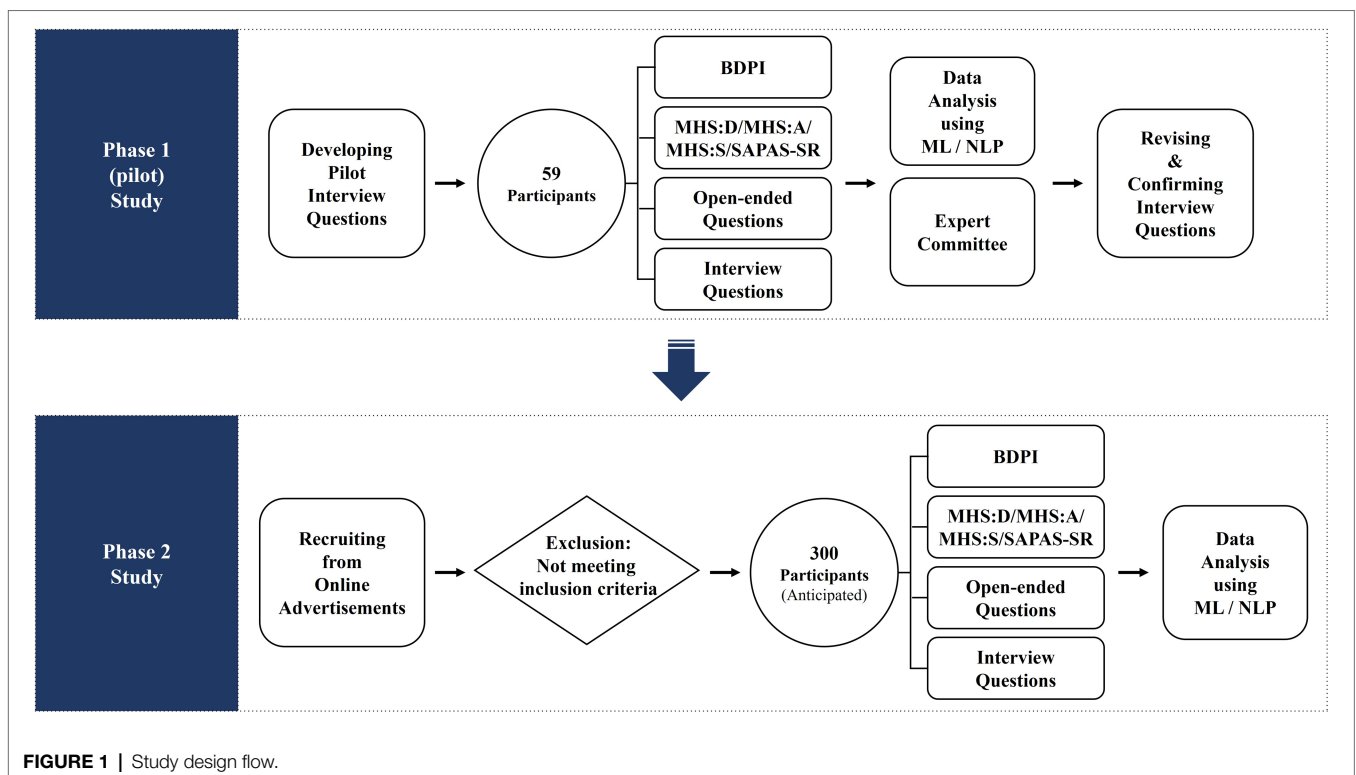 Phase 1
(pilot)
Study
Developing
Pilot
Interview
Questions
59
Participants
BDPI
MHS:D/MHS:A/
MHS:S/SAPAS-SR
Open-ended
Questions
Interview
Questions
Data
Analysis
using
ML / NLP
Expert
Committee
Revising
&
Confirming
Interview
Questions
Phase 2
Study
Recruiting
from
Online
Advertisements
Exclusion:
Not meeting
inclusion criteria
300
Participants
(Anticipated)
BDPI
MHS:D/MHS:A/
MHS:S/SAPAS-SR
Open-ended
Questions
Interview
Questions
Data
Analysis
using
ML / NLP
FIGURE 1 | Study design flow.